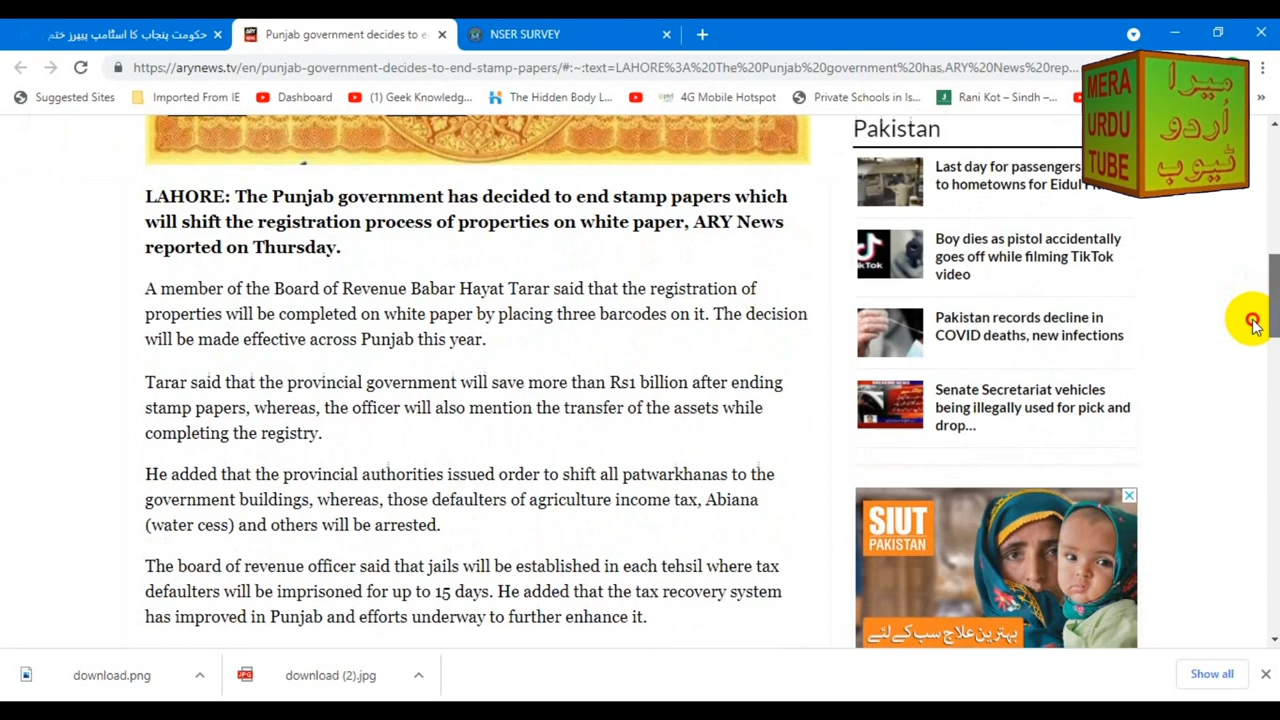 حکومت پنجاب کا اسٹامپ پیپرز ختم
Punjab government decides to e
NSER SURVEY
https://arynews.tv/en/punjab-government-decides-to-end-stamp-papers/#:~:text=LAHORE%3A%20The%20Punjab%20government%20has,ARY%20News%20rep...
Suggested Sites
Imported From IE
Dashboard
(1) Geek Knowledg...
The Hidden Body L...
4G Mobile Hotspot
Private Schools in Is...
Rani Kot – Sindh –...
»
MERA
URDU
TUBE
میرا
اُردو
ٹیوب
LAHORE: The Punjab government has decided to end stamp papers which
will shift the registration process of properties on white paper, ARY News
reported on Thursday.
A member of the Board of Revenue Babar Hayat Tarar said that the registration of
properties will be completed on white paper by placing three barcodes on it. The decision
will be made effective across Punjab this year.
Tarar said that the provincial government will save more than Rs1 billion after ending
stamp papers, whereas, the officer will also mention the transfer of the assets while
completing the registry.
He added that the provincial authorities issued order to shift all patwarkhanas to the
government buildings, whereas, those defaulters of agriculture income tax, Abiana
(water cess) and others will be arrested.
The board of revenue officer said that jails will be established in each tehsil where tax
defaulters will be imprisoned for up to 15 days. He added that the tax recovery system
has improved in Punjab and efforts underway to further enhance it.
Pakistan
Last day for passengers
to hometowns for Eidul
Boy dies as pistol accidentally
goes off while filming TikTok
video
TikTok
Pakistan records decline in
COVID deaths, new infections
Senate Secretariat vehicles
being illegally used for pick and
drop...
SIUT
PAKISTAN
بہترین علاج سب کے لئے
download.png
JPG
download (2).jpg
Show all